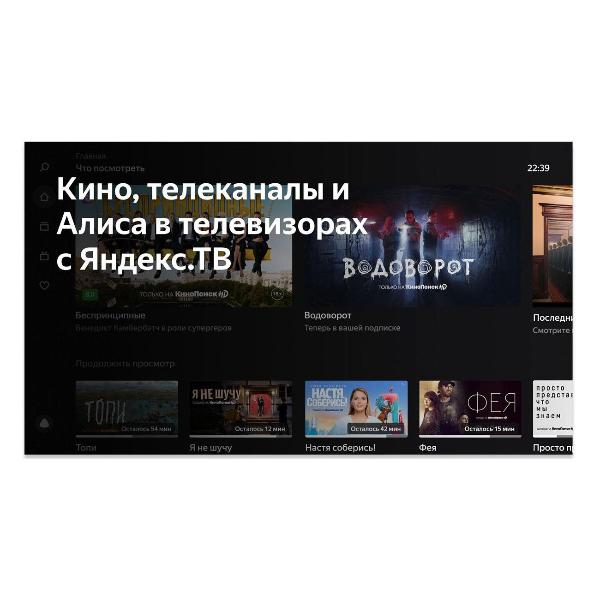 Главная
Что посмотреть
22:39
Кино, телеканалы и
Алиса в телевизорах
с Яндекс.ТВ
8.0
ТОЛЬКО НА КиноПоиск HD
18+
ВОДОВОРОТ
ТОЛЬКО НА КиноПоиск HD
Беспринципные
Бенедикт Камбербэтч в роли супергероя
Водоворот
Теперь в вашей подписке
Последни
Смотрите
Продолжить просмотр
ТОПИ
Осталось 54 мин
Я НЕ ШУЧУ
Осталось 12 мин
НАСТЯ
СОБЕРИСЬ!
Осталось 42 мин
ФЕЯ
Осталось 15 мин
просто
представ
что
мы
знаем
Топи
Я не шучу
Настя соберись!
Фея
Просто п